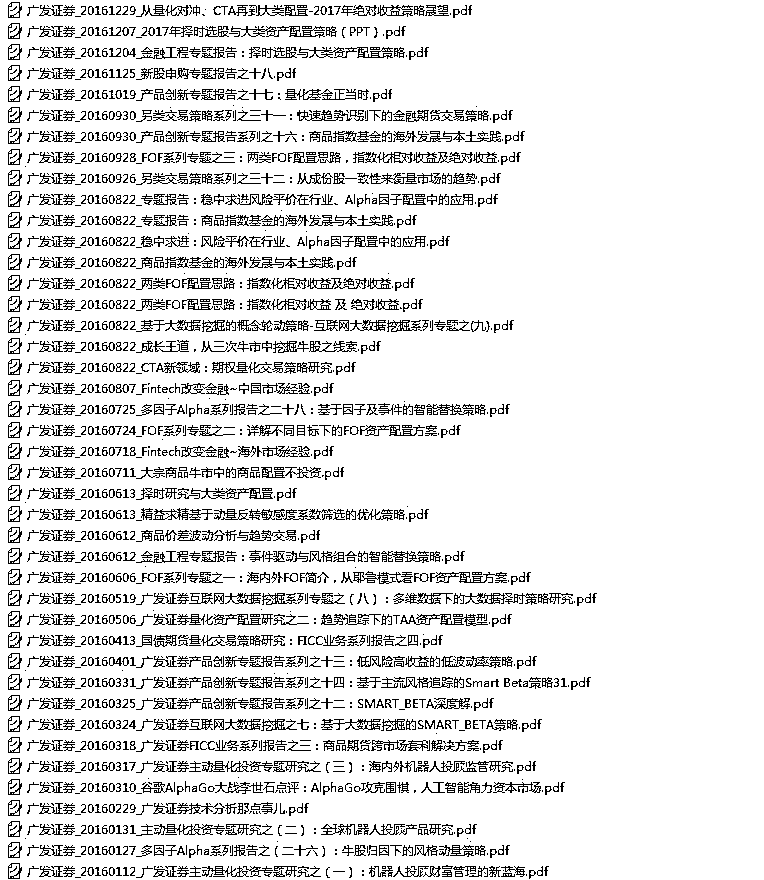 广发证券_20161229_从量化对冲、CTA再到大类配置-2017年绝对收益策略展望.pdf
广发证券_20161207_2017年择时选股与大类资产配置策略（PPT）.pdf
广发证券_20161204_金融工程专题报告：择时选股与大类资产配置策略.pdf
广发证券_20161125_新股申购专题报告之十八.pdf
广发证券_20161019_产品创新专题报告之十七：量化基金正当时.pdf
广发证券_20160930_另类交易策略系列之三十一：快速趋势识别下的金融期货交易策略.pdf
广发证券_20160930_产品创新专题报告系列之十六：商品指数基金的海外发展与本土实践.pdf
广发证券_20160928_FOF系列专题之三：两类FOF配置思路，指数化相对收益及绝对收益.pdf
广发证券_20160926_另类交易策略系列之三十二：从成份股一致性来衡量市场的趋势.pdf
广发证券_20160822_专题报告：稳中求进风险平价在行业、Alpha因子配置中的应用.pdf
广发证券_20160822_专题报告：商品指数基金的海外发展与本土实践.pdf
广发证券_20160822_稳中求进：风险平价在行业、Alpha因子配置中的应用.pdf
广发证券_20160822_商品指数基金的海外发展与本土实践.pdf
广发证券_20160822_两类FOF配置思路：指数化相对收益及绝对收益.pdf
广发证券_20160822_两类FOF配置思路：指数化相对收益 及 绝对收益.pdf
广发证券_20160822_基于大数据挖掘的概念轮动策略-互联网大数据挖掘系列专题之(九).pdf
广发证券_20160822_成长王道，从三次牛市中挖掘牛股之线索.pdf
广发证券_20160822_CTA新领域：期权量化交易策略研究.pdf
广发证券_20160807_Fintech改变金融~中国市场经验.pdf
广发证券_20160725_多因子Alpha系列报告之二十八：基于因子及事件的智能替换策略.pdf
广发证券_20160724_FOF系列专题之二：详解不同目标下的FOF资产配置方案.pdf
广发证券_20160718_Fintech改变金融~海外市场经验.pdf
广发证券_20160711_大宗商品牛市中的商品配置不投资.pdf
广发证券_20160613_择时研究与大类资产配置.pdf
广发证券_20160613_精益求精基于动量反转敏感度系数筛选的优化策略.pdf
广发证券_20160612_商品价差波动分析与趋势交易.pdf
广发证券_20160612_金融工程专题报告：事件驱动与风格组合的智能替换策略.pdf
广发证券_20160606_FOF系列专题之一：海内外FOF简介，从耶鲁模式看FOF资产配置方案.pdf
广发证券_20160519_广发证券互联网大数据挖掘系列专题之（八）：多维数据下的大数据择时策略研究.pdf
广发证券_20160506_广发证券量化资产配置研究之二：趋势追踪下的TAA资产配置模型.pdf
广发证券_20160413_国债期货量化交易策略研究：FICC业务系列报告之四.pdf
广发证券_20160401_广发证券产品创新专题报告系列之十三：低风险高收益的低波动率策略.pdf
广发证券_20160331_广发证券产品创新专题报告系列之十四：基于主流风格追踪的Smart Beta策略31.pdf
广发证券_20160325_广发证券产品创新专题报告系列之十二：SMART_BETA深度解.pdf
广发证券_20160324_广发证券互联网大数据挖掘之七：基于大数据挖掘的SMART_BETA策略.pdf
广发证券_20160318_广发证券FICC业务系列报告之三：商品期货跨市场套利解决方案.pdf
广发证券_20160317_广发证券主动量化投资专题研究之（三）：海内外机器人投顾监管研究.pdf
广发证券_20160310_谷歌AlphaGo大战李世石点评：AlphaGo攻克围棋，人工智能角力资本市场.pdf
广发证券_20160229_广发证券技术分析那点事儿.pdf
广发证券_20160131_主动量化投资专题研究之（二）：全球机器人投顾产品研究.pdf
广发证券_20160127_多因子Alpha系列报告之（二十六）：牛股归因下的风格动量策略.pdf
广发证券_20160112_广发证券主动量化投资专题研究之（一）：机器人投顾财富管理的新蓝海.pdf